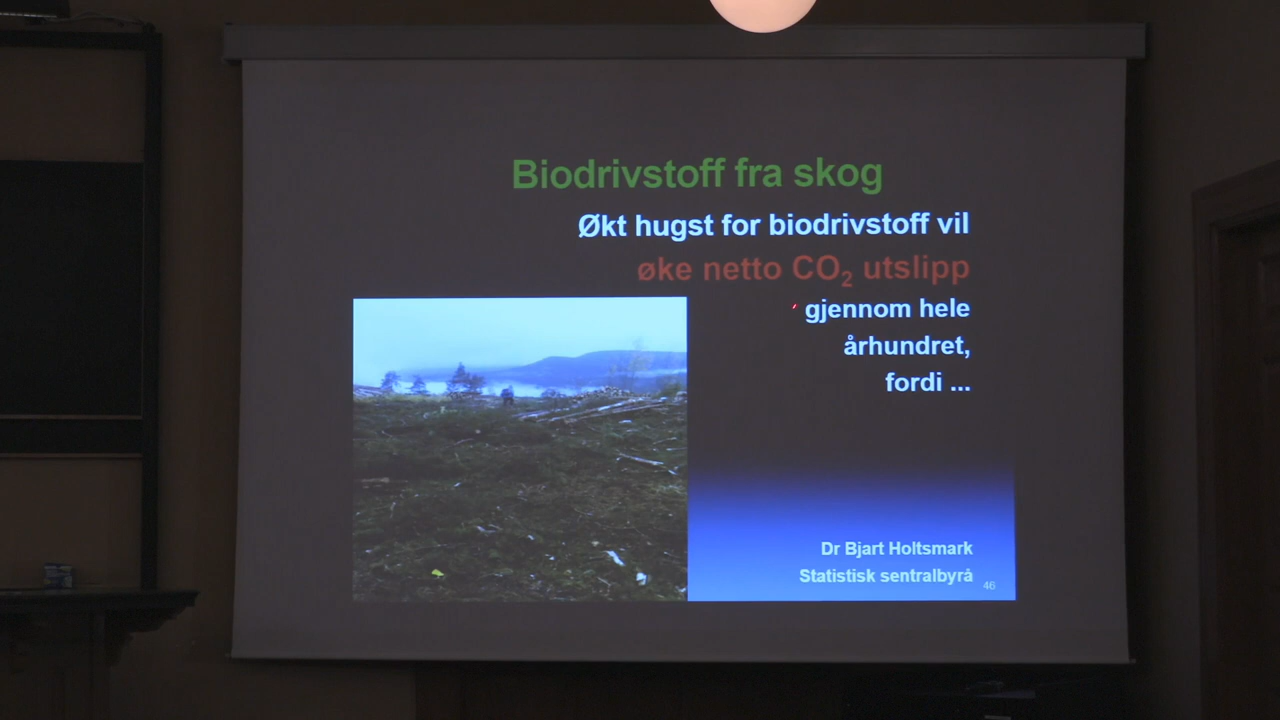 Biodrivstoff fra skog
Økt hugst for biodrivstoff vil
øke netto CO₂ utslipp
gjennom hele
århundret,
fordi ...
Dr Bjart Holtsmark
Statistisk sentralbyrå
46